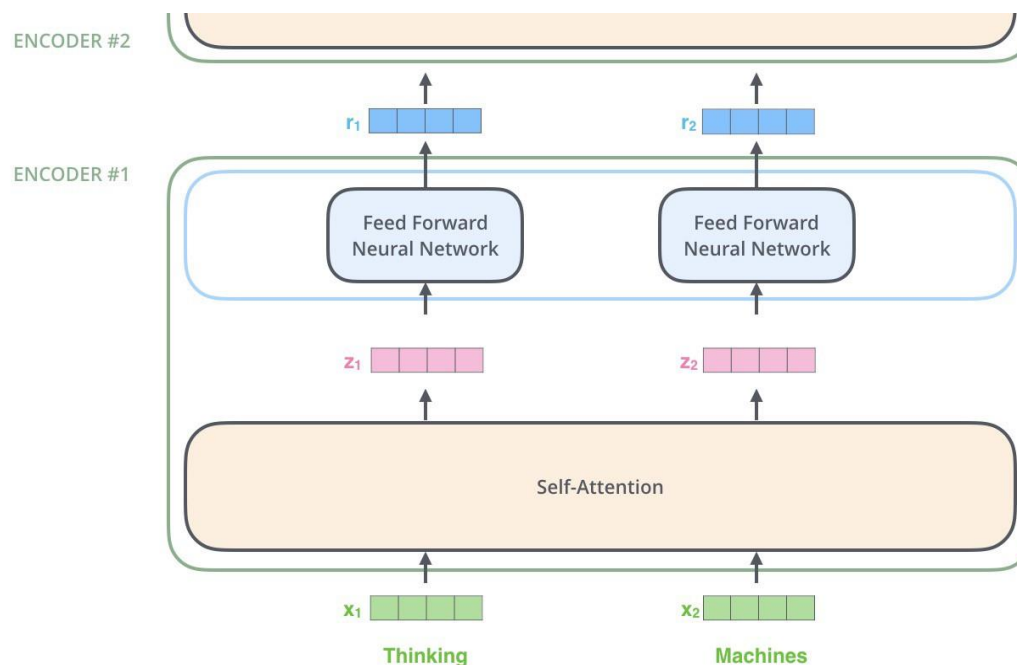 ENCODER #2
r₁
r₂
ENCODER #1
Feed Forward
Neural Network
Feed Forward
Neural Network
z₁
z₂
Self-Attention
x₁
x₂
Thinking
Machines